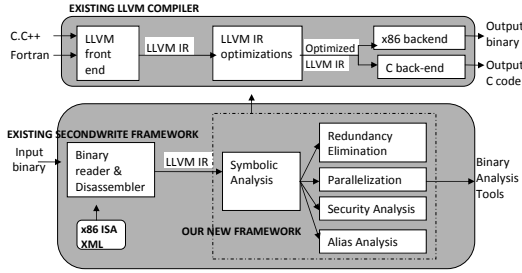 EXISTING LLVM COMPILER
C.C++
Fortran
LLVM
front
end
LLVM IR
LLVM IR
optimizations
Optimized
LLVM IR
x86 backend
C back-end
Output
binary
Output
C code
EXISTING SECONDWRITE FRAMEWORK
Input
binary
Binary
reader &
Disassembler
LLVM IR
x86 ISA
XML
Symbolic
Analysis
OUR NEW FRAMEWORK
Redundancy
Elimination
Parallelization
Security Analysis
Alias Analysis
Binary
Analysis
Tools